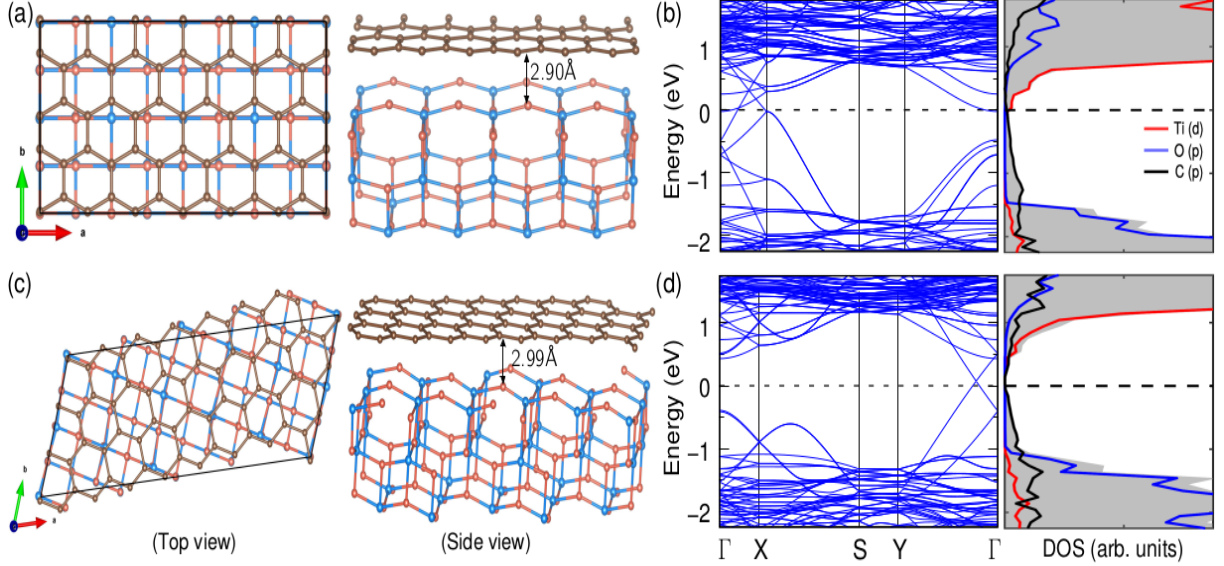 (a)
b
a
c
2.90Å
(b)
Energy (eV)
1
0
−1
−2
Ti (d)
O (p)
C (p)
(c)
b
a
2.99Å
(Top view)
(Side view)
(d)
Energy (eV)
1
0
−1
−2
Γ X S Y Γ
DOS (arb. units)